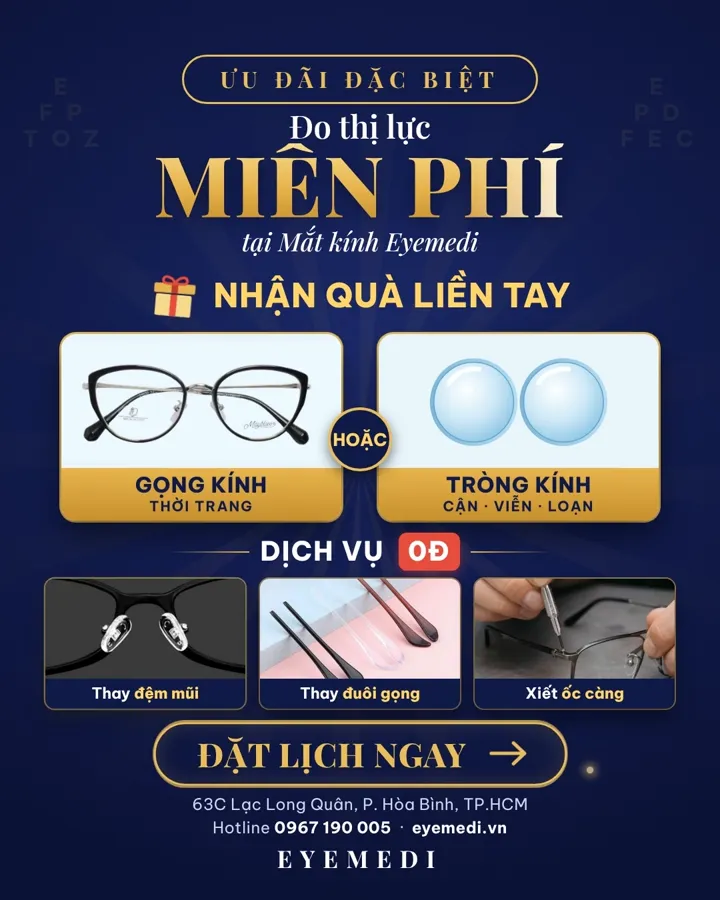 ƯU ĐÃI ĐẶC BIỆT
E
F P
T O Z
E
P D
F E C
Đo thị lực
MIỄN PHÍ
tại Mắt kính Eyemedi
NHẬN QUÀ LIỀN TAY
GỌNG KÍNH
THỜI TRANG
HOẶC
TRÒNG KÍNH
CẬN · VIỄN · LOẠN
DỊCH VỤ 0Đ
Thay đệm mũi
Thay đuôi gọng
Xiết ốc càng
ĐẶT LỊCH NGAY →
63C Lạc Long Quân, P. Hòa Bình, TP.HCM
Hotline 0967 190 005 · eyemedi.vn
EYEMEDI